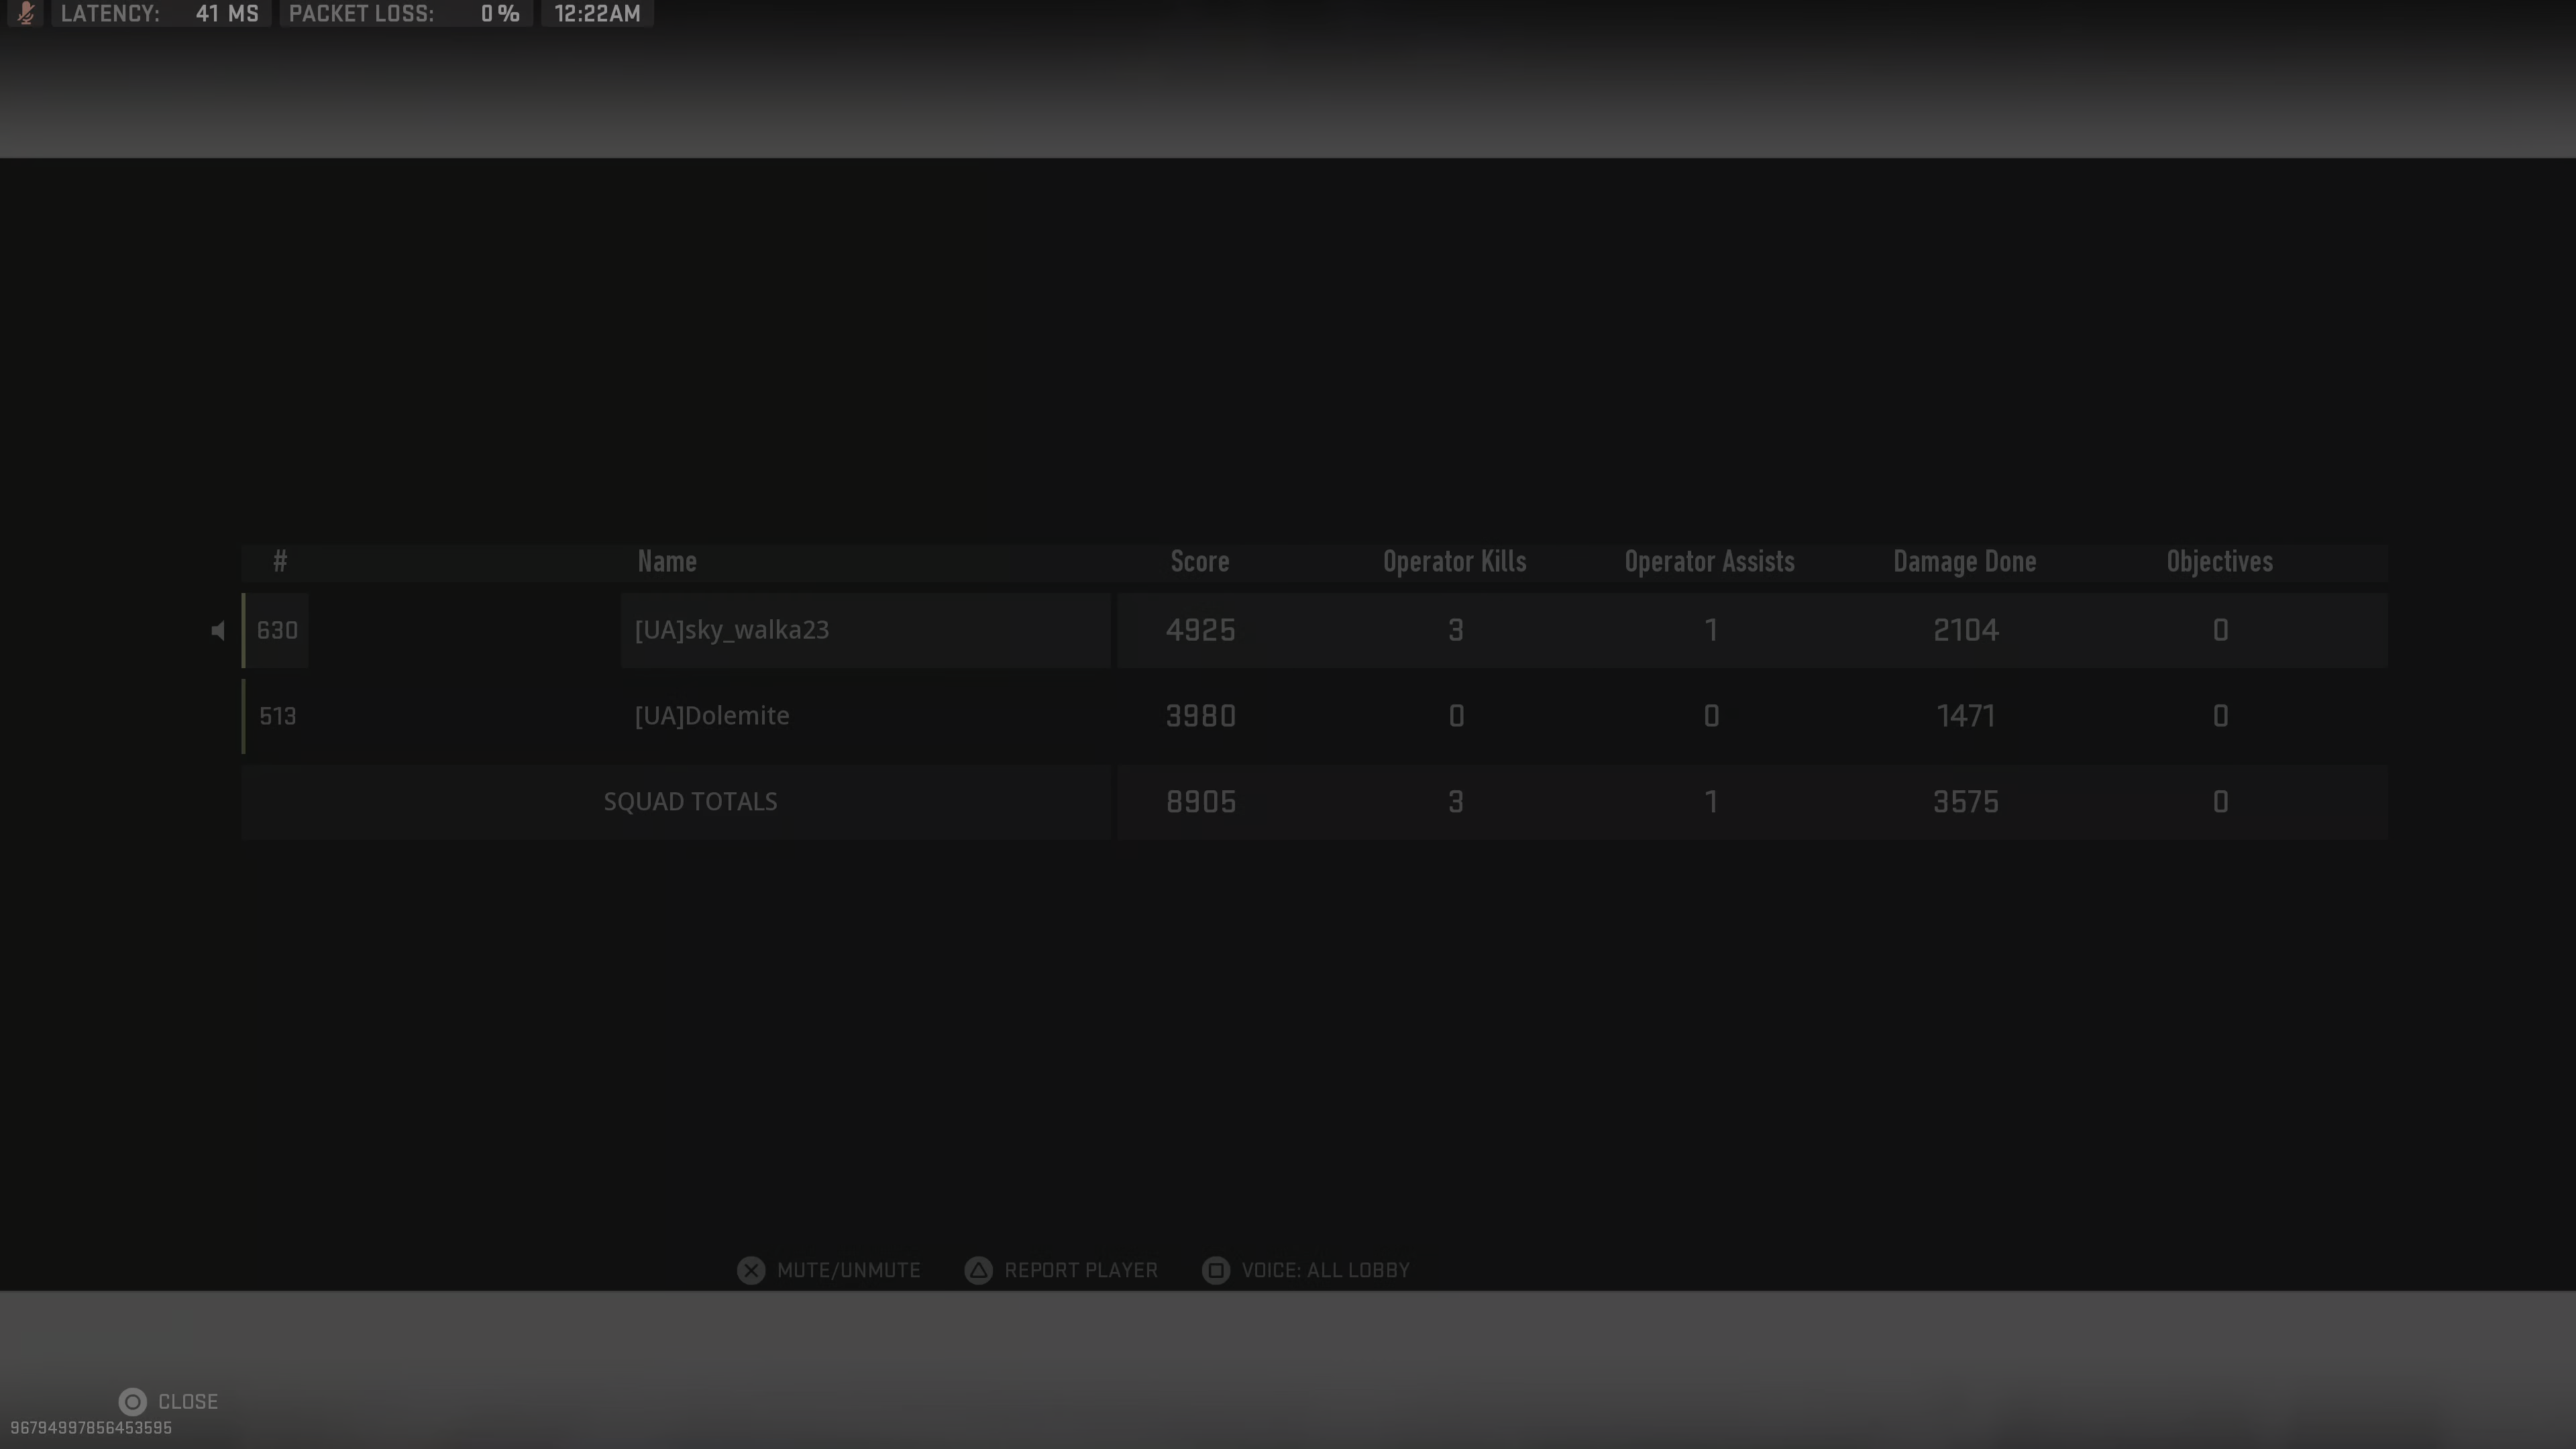 LATENCY: 41 MS PACKET LOSS: 0 % 12:22AM
# Name Score Operator Kills Operator Assists Damage Done Objectives
630 [UA]sky_walka23 4925 3 1 2104 0
513 [UA]Dolemite 3980 0 0 1471 0
SQUAD TOTALS 8905 3 1 3575 0
MUTE/UNMUTE REPORT PLAYER VOICE: ALL LOBBY
CLOSE
96794997856453595